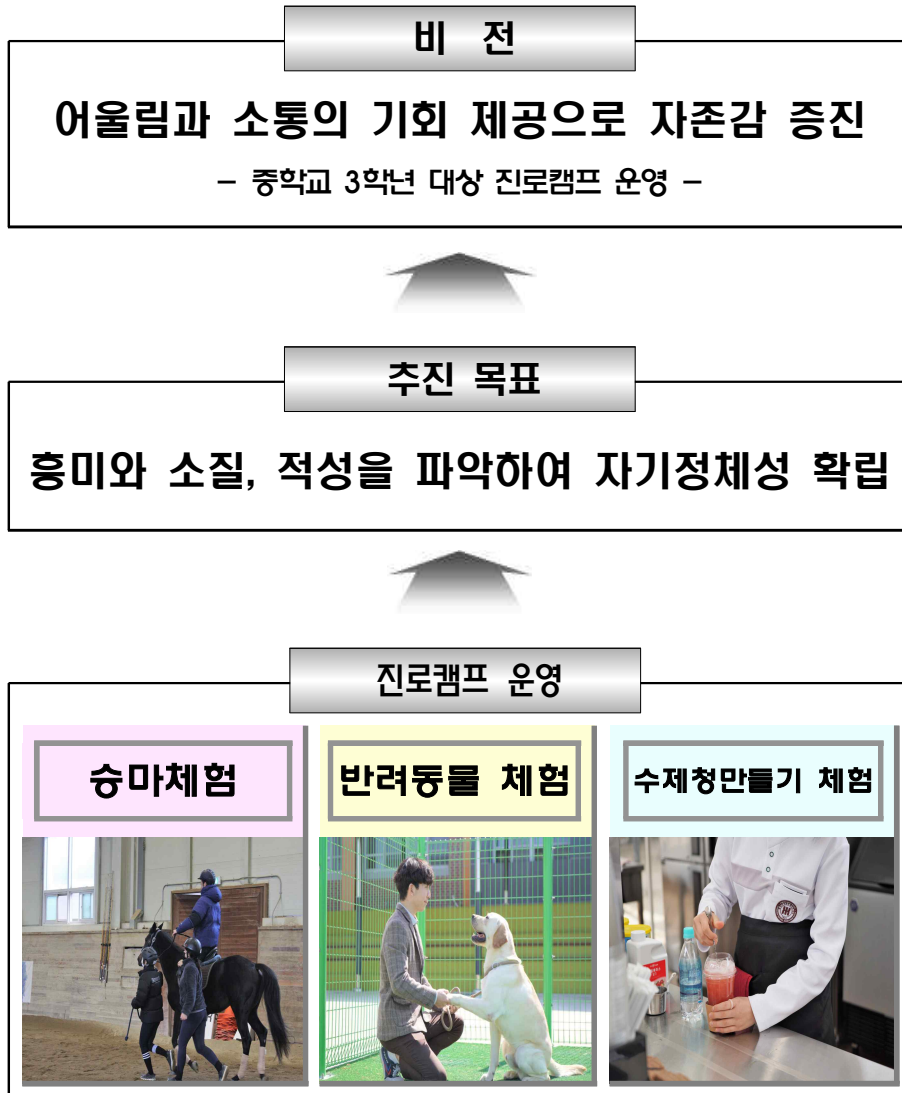 비 전
어울림과 소통의 기회 제공으로 자존감 증진
– 중학교 3학년 대상 진로캠프 운영 –
추진 목표
흥미와 소질, 적성을 파악하여 자기정체성 확립
진로캠프 운영
승마체험
반려동물 체험
수제청만들기 체험